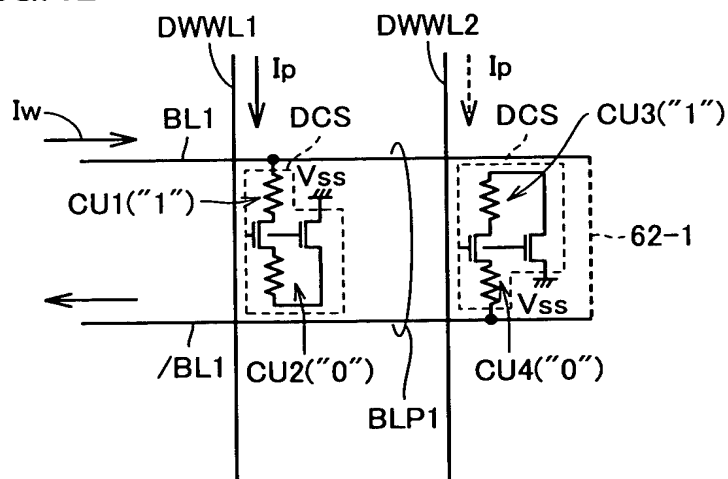 DWWL1 DWWL2
Ip Ip
Iw BL1 DCS DCS CU3("1")
Vss
CU1("1")
62-1
Vss
/BL1 CU2("0") CU4("0")
BLP1